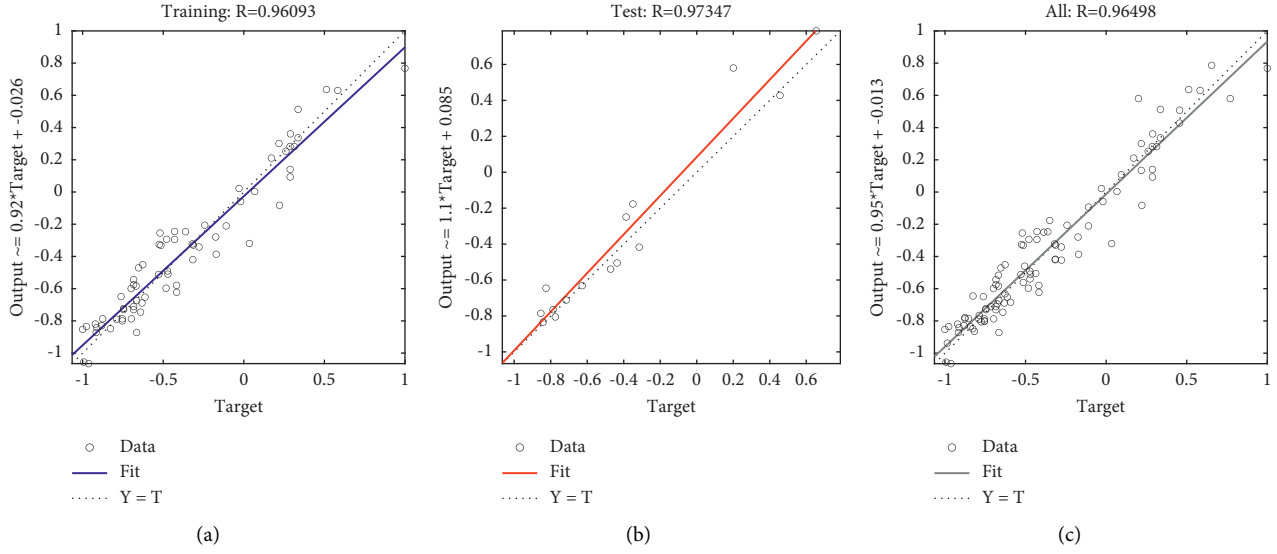 Training: R=0.96093
Output ~= 0.92*Target + -0.026
1
0.8
0.6
0.4
0.2
0
-0.2
-0.4
-0.6
-0.8
-1
-1 -0.5 0 0.5 1
Target
Data
Fit
Y = T
(a)
Test: R=0.97347
Output ~= 1.1*Target + 0.085
0.6
0.4
0.2
0
-0.2
-0.4
-0.6
-0.8
-1
-1 -0.8 -0.6 -0.4 -0.2 0 0.2 0.4 0.6
Target
Data
Fit
Y = T
(b)
All: R=0.96498
Output ~= 0.95*Target + -0.013
1
0.8
0.6
0.4
0.2
0
-0.2
-0.4
-0.6
-0.8
-1
-1 -0.5 0 0.5 1
Target
Data
Fit
Y = T
(c)